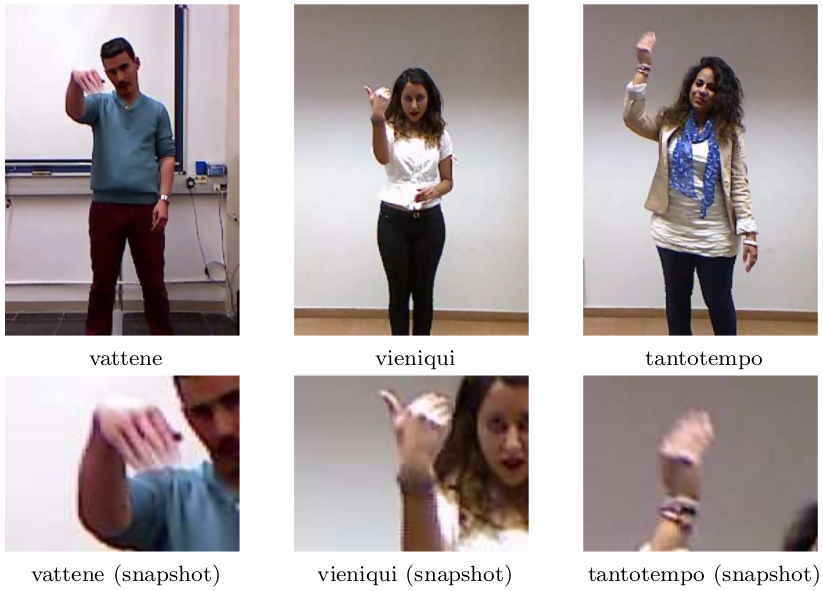 vattene
vieniqui
tantotempo
vattene (snapshot)
vieniqui (snapshot)
tantotempo (snapshot)